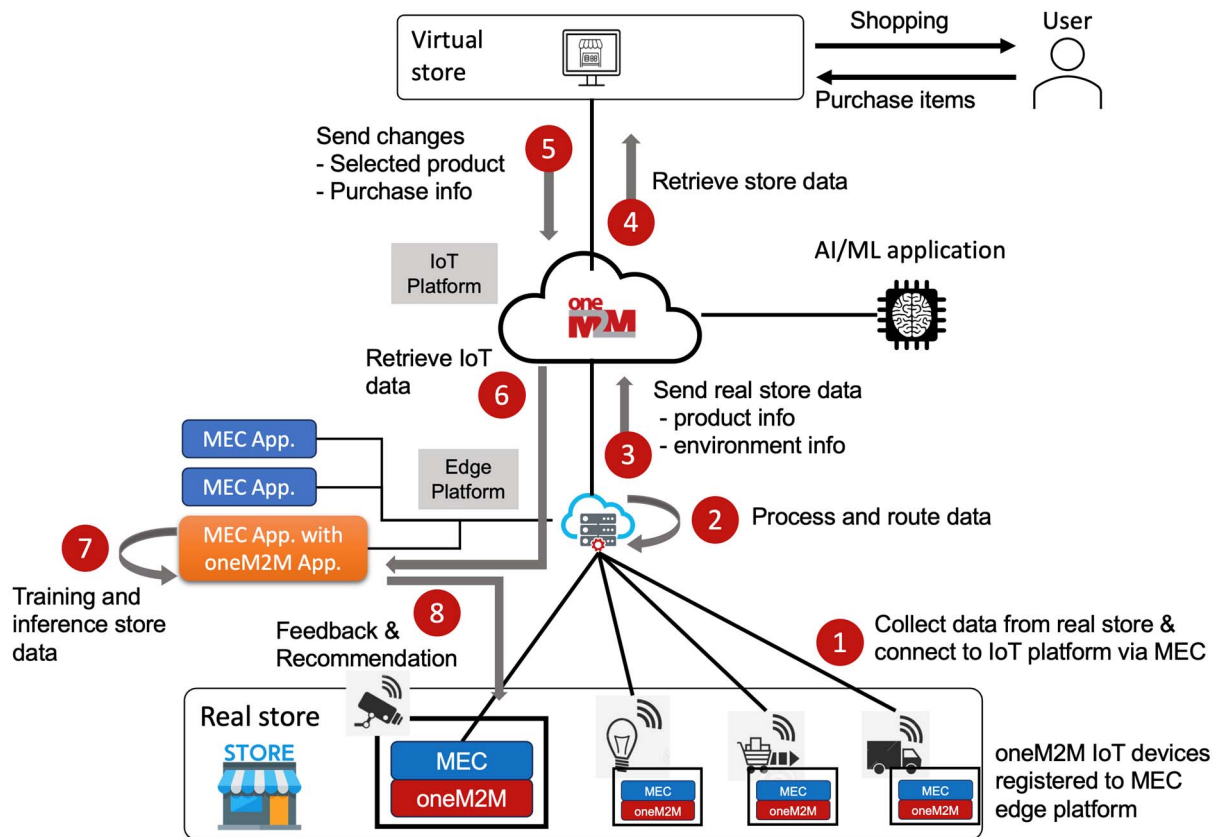 Virtual
store
Shopping
User
Purchase items
Send changes
- Selected product
- Purchase info
5
4
Retrieve store data
IoT
Platform
one
M2M
AI/ML application
Retrieve IoT
data
6
Send real store data
- product info
- environment info
3
MEC App.
MEC App.
Edge
Platform
2
Process and route data
7
MEC App. with
oneM2M App.
Training and
inference store
data
8
Feedback &
Recommendation
1
Collect data from real store &
connect to IoT platform via MEC
Real store
STORE
MEC
oneM2M
MEC
oneM2M
MEC
oneM2M
MEC
oneM2M
oneM2M IoT devices
registered to MEC
edge platform